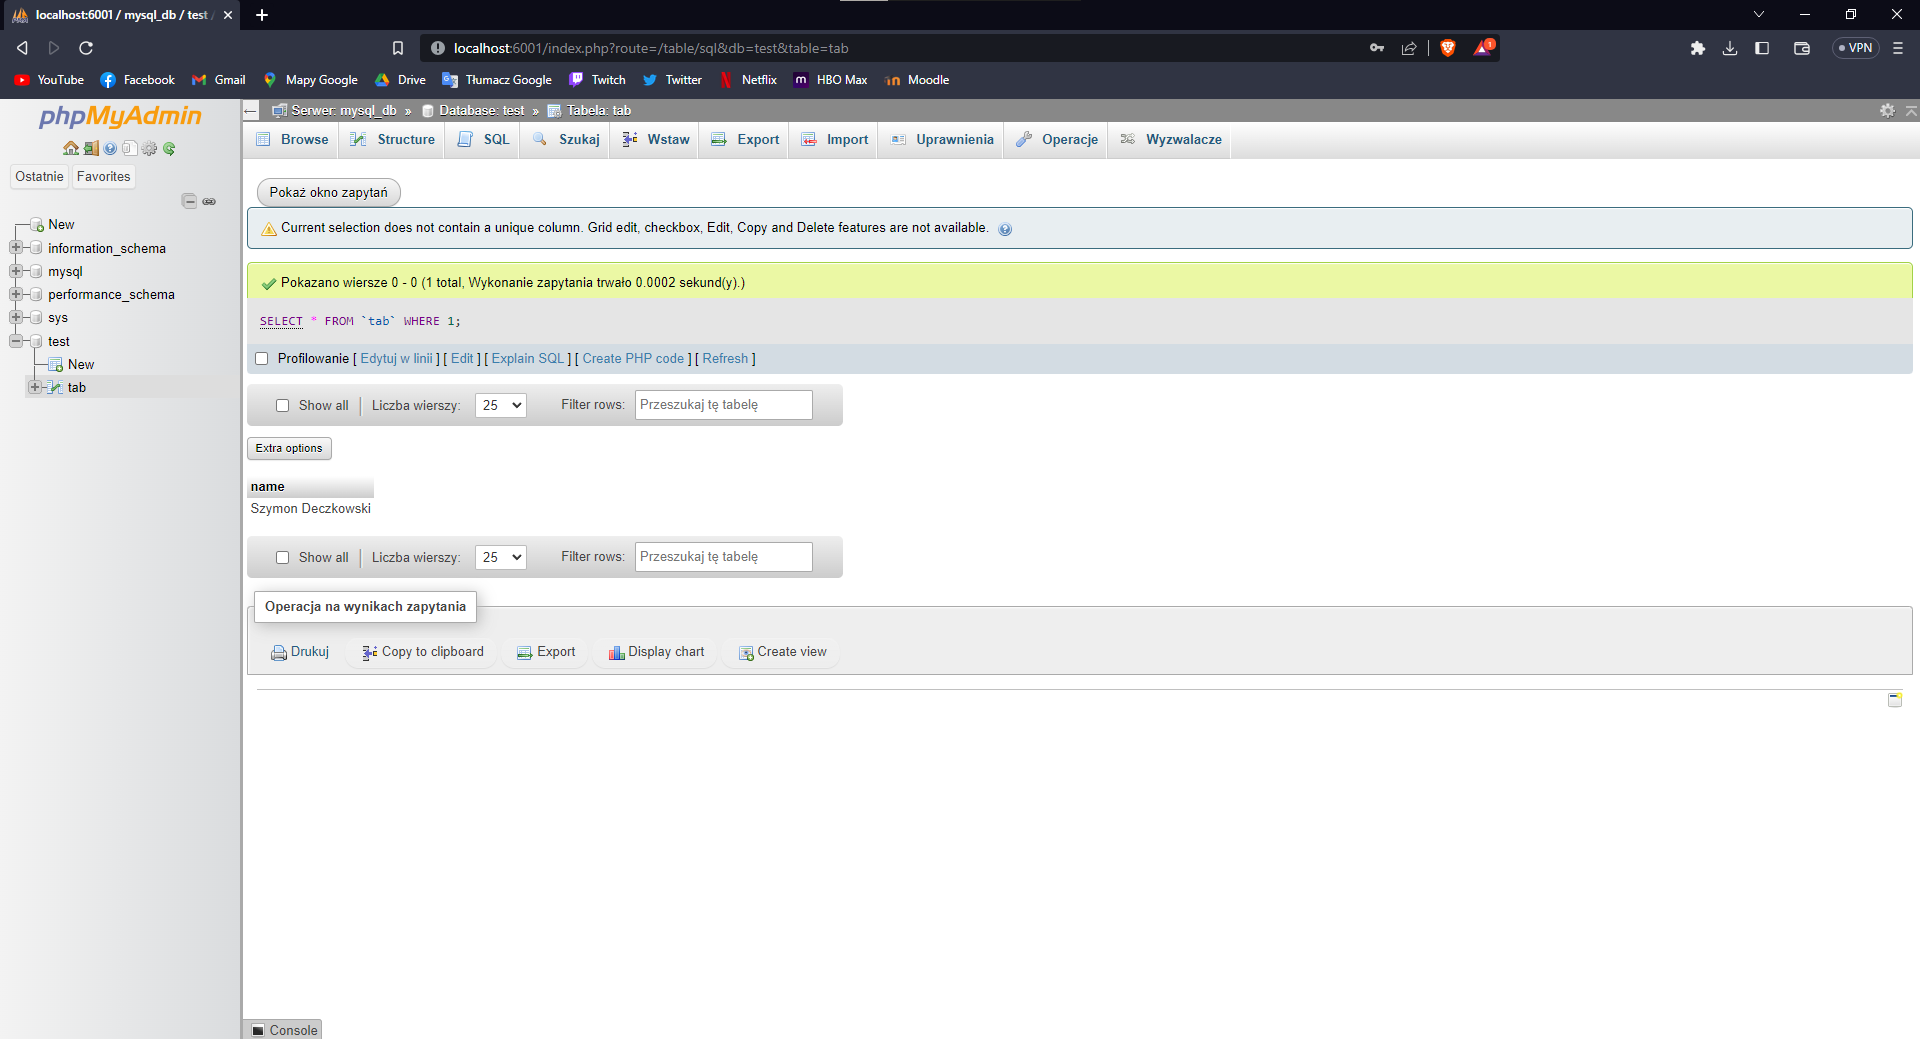 localhost:6001 / mysql_db / test /
localhost:6001/index.php?route=/table/sql&db=test&table=tab
1
VPN
YouTube Facebook Gmail Mapy Google Drive Tłumacz Google Twitch Twitter Netflix HBO Max Moodle
phpMyAdmin
Ostatnie Favorites
New
information_schema
mysql
performance_schema
sys
test
New
tab
Serwer: mysql_db » Database: test » Tabela: tab
Browse Structure SQL Szukaj Wstaw Export Import Uprawnienia Operacje Wyzwalacze
Pokaż okno zapytań
Current selection does not contain a unique column. Grid edit, checkbox, Edit, Copy and Delete features are not available.
Pokazano wiersze 0 - 0 (1 total, Wykonanie zapytania trwało 0.0002 sekund(y).)
SELECT * FROM `tab` WHERE 1;
Profilowanie [ Edytuj w linii ] [ Edit ] [ Explain SQL ] [ Create PHP code ] [ Refresh ]
Show all | Liczba wierszy: 25 Filter rows: Przeszukaj tę tabelę
Extra options
name
Szymon Deczkowski
Show all | Liczba wierszy: 25 Filter rows: Przeszukaj tę tabelę
Operacja na wynikach zapytania
Drukuj Copy to clipboard Export Display chart Create view
Console